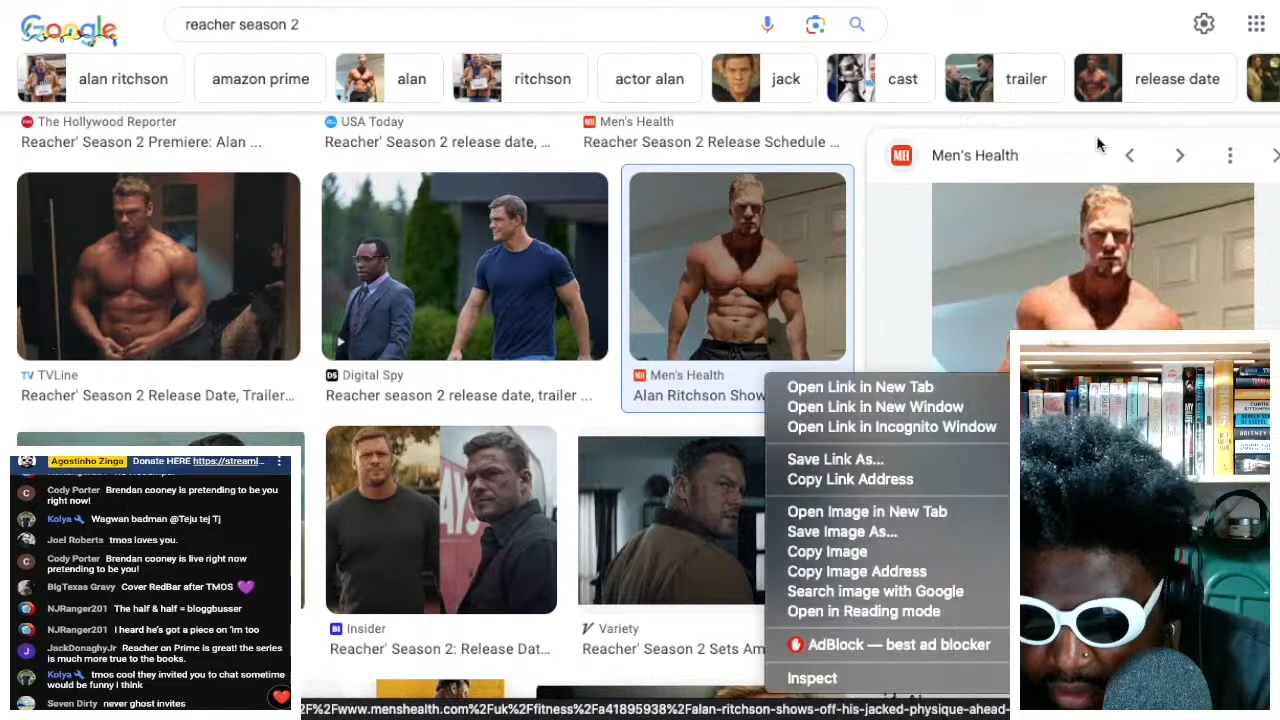 Google
reacher season 2
alan ritchson
amazon prime
alan
ritchson
actor alan
jack
cast
trailer
release date
The Hollywood Reporter
Reacher' Season 2 Premiere: Alan ...
USA Today
Reacher' Season 2 release date, ...
MH Men's Health
Reacher' Season 2 Release Schedule ...
MH Men's Health
TV TVLine
Reacher Season 2 Release Date, Trailer...
DS Digital Spy
Reacher season 2 release date, trailer ...
MH Men's Health
Alan Ritchson Show
Open Link in New Tab
Open Link in New Window
Open Link in Incognito Window
Save Link As...
Copy Link Address
Open Image in New Tab
Save Image As...
Copy Image
Copy Image Address
Search image with Google
Open in Reading mode
AdBlock — best ad blocker
Inspect
Agostinho Zinga Donate HERE https://streaml...
C Cody Porter Brendan cooney is pretending to be you
right now!
Kolya Wagwan badman @Teju tej Tj
Joel Roberts tmos loves you.
C Cody Porter Brendan cooney is live right now
pretending to be you
BigTexas Gravy Cover RedBar after TMOS
NJRanger201 The half & half = bloggbusser
NJRanger201 I heard he's got a piece on 'im too
J JackDonaghyJr Reacher on Prime is great! the series
is much more true to the books.
Kolya tmos cool they invited you to chat sometime
would be funny i think
Seven Dirty never ghost invites
BI Insider
Reacher Season 2: Release Dat...
V Variety
Reacher' Season 2 Sets Am
2F%2Fwww.menshealth.com%2Fuk%2Ffitness%2Fa41895938%2Falan-ritchson-shows-off-his-jacked-physique-ahead-